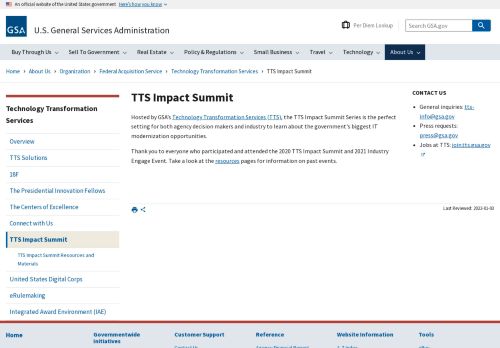 An official website of the United States government Here's how you know
GSA U.S. General Services Administration
Per Diem Lookup
Search GSA.gov
Buy Through Us Sell To Government Real Estate Policy & Regulations Small Business Travel Technology About Us
Home › About Us › Organization › Federal Acquisition Service › Technology Transformation Services › TTS Impact Summit
Technology Transformation
Services
Overview
TTS Solutions
18F
The Presidential Innovation Fellows
The Centers of Excellence
Connect with Us
TTS Impact Summit
TTS Impact Summit Resources and
Materials
United States Digital Corps
eRulemaking
Integrated Award Environment (IAE)
TTS Impact Summit
Hosted by GSA's Technology Transformation Services (TTS), the TTS Impact Summit Series is the perfect
setting for both agency decision makers and industry to learn about the government's biggest IT
modernization opportunities.
Thank you to everyone who participated and attended the 2020 TTS Impact Summit and 2021 Industry
Engage Event. Take a look at the resources pages for information on past events.
CONTACT US
General inquiries: tts-
info@gsa.gov
Press requests:
press@gsa.gov
Jobs at TTS: join.tts.gsa.gov
Last Reviewed: 2023-01-03
Home
Governmentwide
Initiatives
Customer Support
Contact Us
Reference
Website Information
Tools